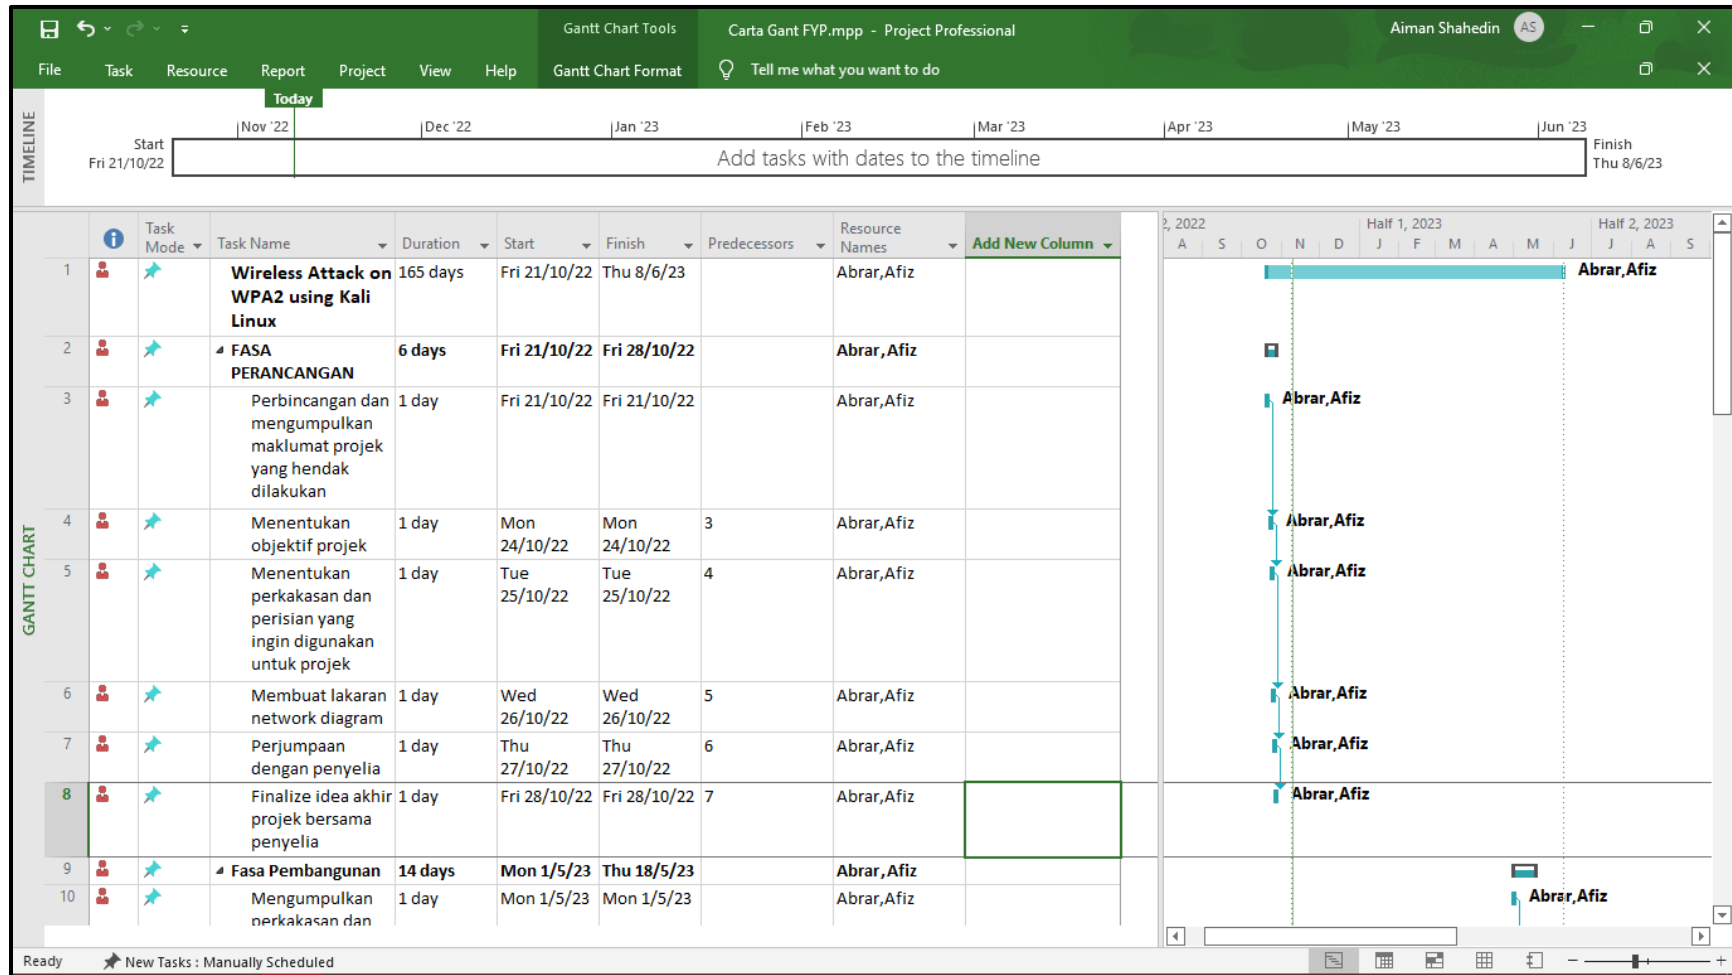 Gantt Chart Tools
Carta Gant FYP.mpp - Project Professional
Aiman Shahedin AS
File Task Resource Report Project View Help Gantt Chart Format Tell me what you want to do
Today
TIMELINE
Nov '22 Dec '22 Jan '23 Feb '23 Mar '23 Apr '23 May '23 Jun '23
Start
Fri 21/10/22
Add tasks with dates to the timeline
Finish
Thu 8/6/23
GANTT CHART
Task Mode Task Name Duration Start Finish Predecessors Resource Names Add New Column
2, 2022 Half 1, 2023 Half 2, 2023
A S O N D J F M A M J J A S
1 Wireless Attack on 165 days Fri 21/10/22 Thu 8/6/23 Abrar,Afiz Abrar,Afiz
WPA2 using Kali
Linux
2 FASA 6 days Fri 21/10/22 Fri 28/10/22 Abrar,Afiz
PERANCANGAN
3 Perbincangan dan 1 day Fri 21/10/22 Fri 21/10/22 Abrar,Afiz Abrar,Afiz
mengumpulkan
maklumat projek
yang hendak
dilakukan
4 Menentukan 1 day Mon Mon 3 Abrar,Afiz Abrar,Afiz
objektif projek 24/10/22 24/10/22
5 Menentukan 1 day Tue Tue 4 Abrar,Afiz Abrar,Afiz
perkakasan dan 25/10/22 25/10/22
perisian yang
ingin digunakan
untuk projek
6 Membuat lakaran 1 day Wed Wed 5 Abrar,Afiz Abrar,Afiz
network diagram 26/10/22 26/10/22
7 Perjumpaan 1 day Thu Thu 6 Abrar,Afiz Abrar,Afiz
dengan penyelia 27/10/22 27/10/22
8 Finalize idea akhir 1 day Fri 28/10/22 Fri 28/10/22 7 Abrar,Afiz Abrar,Afiz
projek bersama
penyelia
9 Fasa Pembangunan 14 days Mon 1/5/23 Thu 18/5/23 Abrar,Afiz
10 Mengumpulkan 1 day Mon 1/5/23 Mon 1/5/23 Abrar,Afiz Abrar,Afiz
perkakasan dan
Ready New Tasks : Manually Scheduled